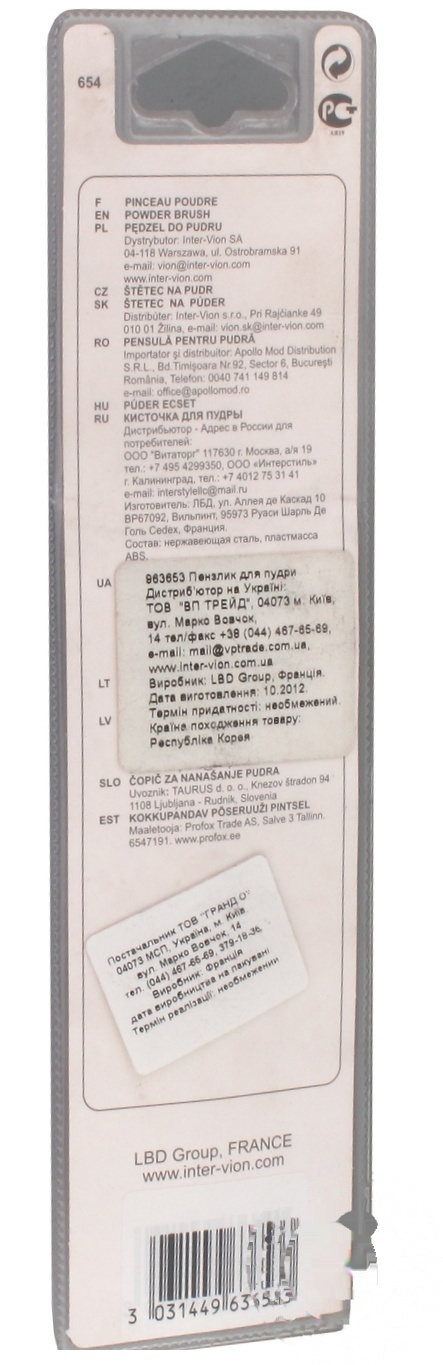 654
F PINCEAU POUDRE
EN POWDER BRUSH
PL PĘDZEL DO PUDRU
Dystrybutor: Inter-Vion SA
04-118 Warszawa, ul. Ostrobramska 91
e-mail: vion@inter-vion.com
www.inter-vion.com
CZ ŠTĚTEC NA PUDR
SK ŠTETEC NA PÚDER
Distribúter: Inter-Vion s.r.o., Pri Rajčianke 49
010 01 Žilina, e-mail: vion.sk@inter-vion.com
RO PENSULĂ PENTRU PUDRĂ
Importator şi distribuitor: Apollo Mod Distribution
S.R.L., Bd.Timişoara Nr.92, Sector 6, Bucureşti
România, Telefon: 0040 741 149 814
e-mail: office@apollomod.ro
HU PÚDER ECSET
RU КИСТОЧКА ДЛЯ ПУДРЫ
Дистрибьютор - Адрес в России для
потребителей:
ООО "Витаторг" 117630 г. Москва, а/я 19
тел.: +7 495 4299350, ООО «Интерстиль»
г. Калининград, тел.: +7 4012 75 31 41
e-mail: interstylellc@mail.ru
Изготовитель: ЛБД, ул. Аллея де Каскад 10
BP67092, Вильпинт, 95973 Руаси Шарль Де
Голь Cedex, Франция.
Состав: нержавеющая сталь, пластмасса
ABS.
UA
963653 Пензлик для пудри
Дистриб'ютор на Україні:
ТОВ "ВП ТРЕЙД", 04073 м. Київ,
вул. Марко Вовчок,
14 тел/факс +38 (044) 467-65-69,
e-mail: mail@vptrade.com.ua,
www.inter-vion.com.ua
LT Виробник: LBD Group, Франція.
Дата виготовлення: 10.2012.
Термін придатності: необмежений.
LV Країна походження товару:
Республіка Корея
SLO ČOPIČ ZA NANAŠANJE PUDRA
Uvoznik: TAURUS d. o. o., Knezov štradon 94
1108 Ljubljana - Rudnik, Slovenia
EST KOKKUPANDAV PÕSERUUŽI PINTSEL
Maaletooja: Profox Trade AS, Salve 3 Tallinn.
6547191. www.profox.ee
Постачальник ТОВ "ГРАНД О"
04073 МСП, Україна, м. Київ,
вул. Марко Вовчок, 14
тел. (044) 467-65-69, 379-18-36.
Виробник: Франція
дата виробництва на пакувані
Термін реалізації: необмежении
LBD Group, FRANCE
www.inter-vion.com
3 031449 636533